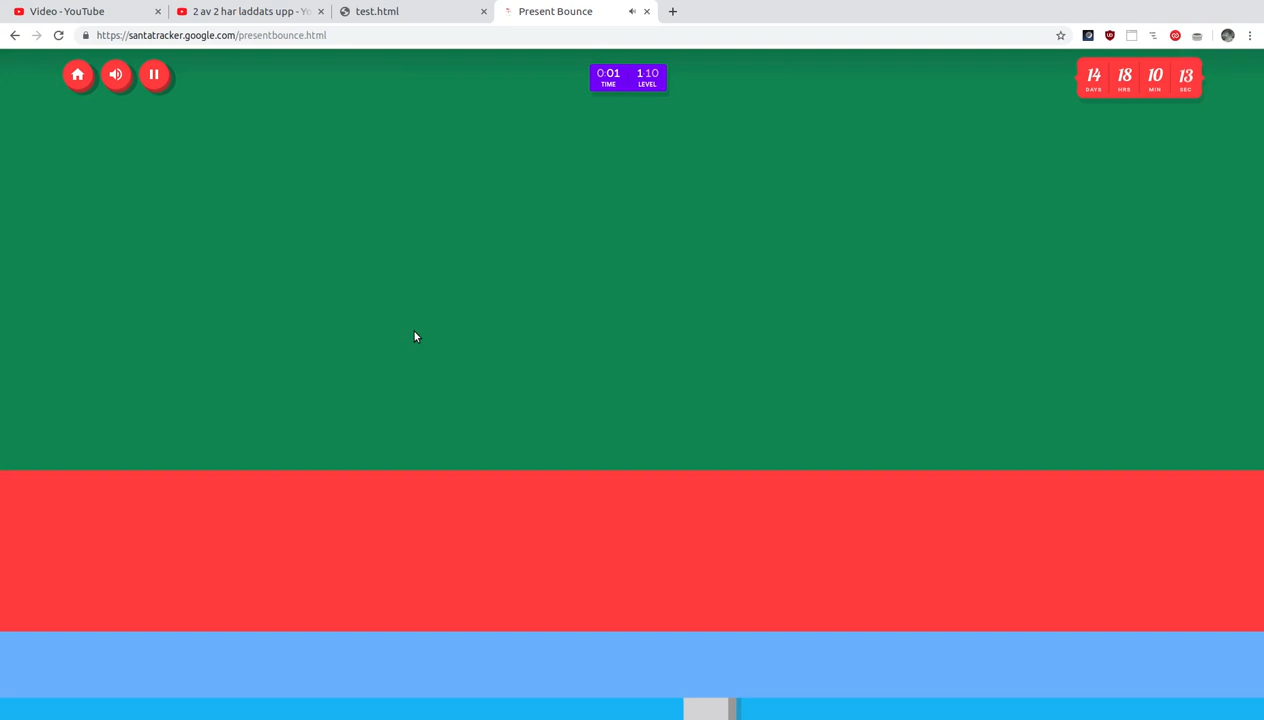 Video - YouTube
2 av 2 har laddats upp - Yo
test.html
Present Bounce
https://santatracker.google.com/presentbounce.html
0:01 1·10
TIME LEVEL
14 18 10 13
DAYS HRS MIN SEC